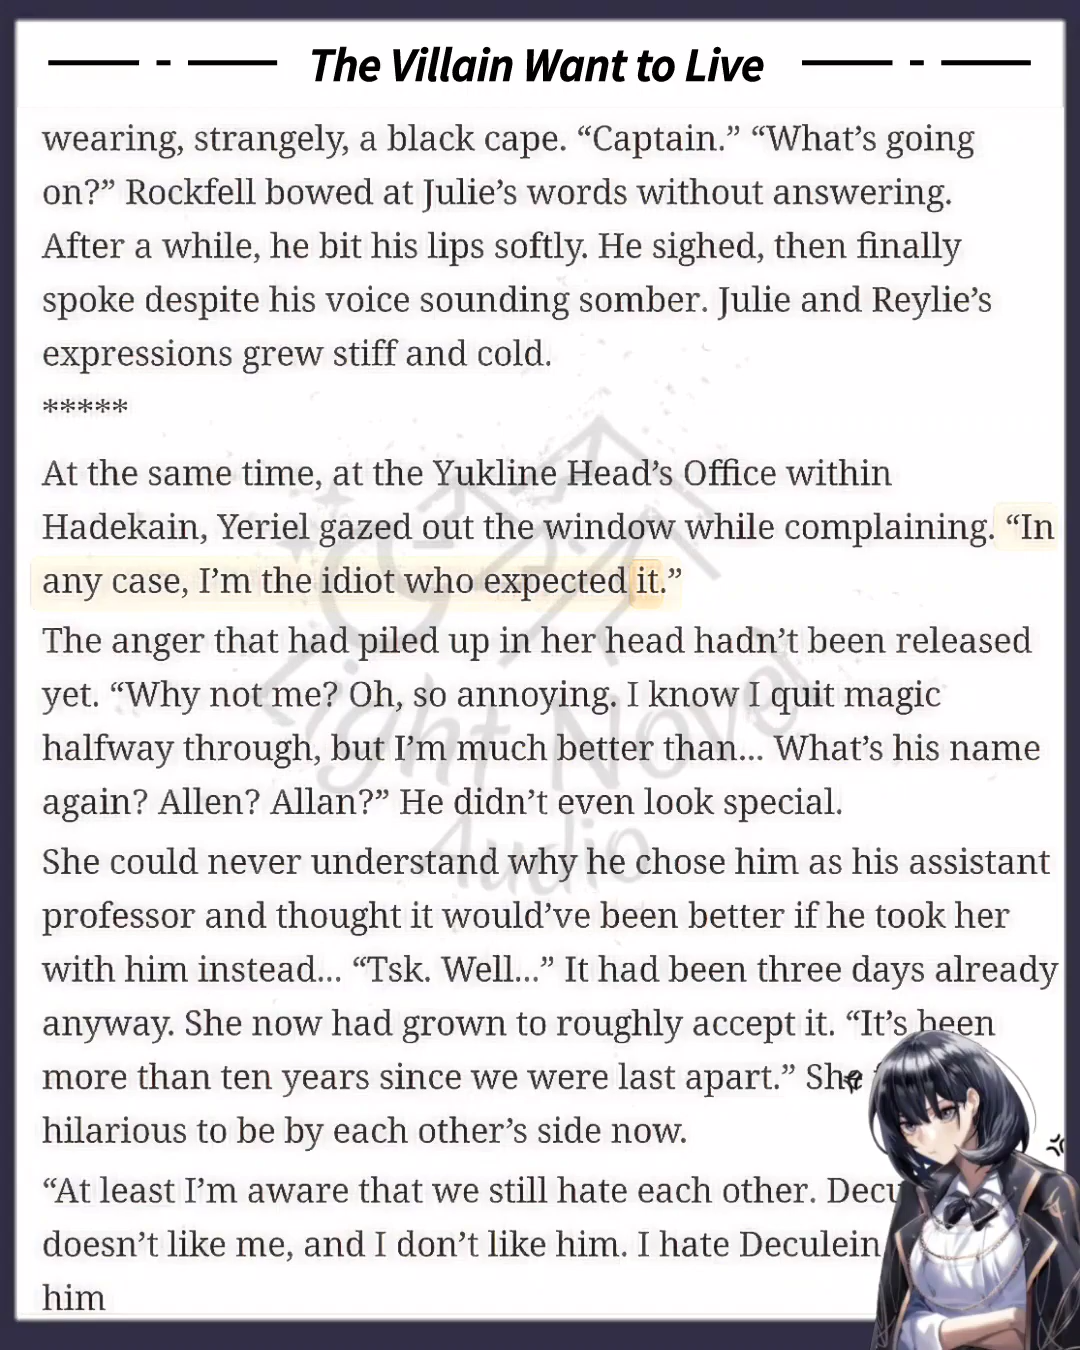 The Villain Want to Live
wearing, strangely, a black cape. “Captain.” “What’s going
on?” Rockfell bowed at Julie’s words without answering.
After a while, he bit his lips softly. He sighed, then finally
spoke despite his voice sounding somber. Julie and Reylie’s
expressions grew stiff and cold.
*****
At the same time, at the Yukline Head’s Office within
Hadekain, Yeriel gazed out the window while complaining. “In
any case, I’m the idiot who expected it.”
The anger that had piled up in her head hadn’t been released
yet. “Why not me? Oh, so annoying. I know I quit magic
halfway through, but I’m much better than... What’s his name
again? Allen? Allan?” He didn’t even look special.
She could never understand why he chose him as his assistant
professor and thought it would’ve been better if he took her
with him instead... “Tsk. Well...” It had been three days already
anyway. She now had grown to roughly accept it. “It’s been
more than ten years since we were last apart.” She
hilarious to be by each other’s side now.
“At least I’m aware that we still hate each other.
doesn’t like me, and I don’t like him. I hate Deculein
him
Light Novel
Audio